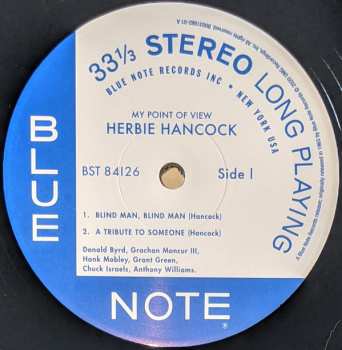 33⅓ STEREO LONG PLAYING
BLUE NOTE RECORDS INC • NEW YORK USA
MY POINT OF VIEW
HERBIE HANCOCK
BST 84126 Side I
1. BLIND MAN, BLIND MAN (Hancock)
2. A TRIBUTE TO SOMEONE (Hancock)
Donald Byrd, Grachan Moncur III,
Hank Mobley, Grant Green,
Chuck Israels, Anthony Williams.
BLUE
NOTE
®